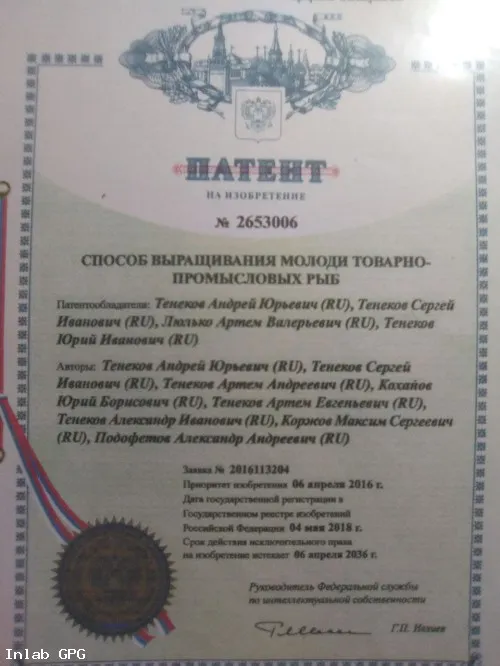 ПАТЕНТ
НА ИЗОБРЕТЕНИЕ
№ 2653006
СПОСОБ ВЫРАЩИВАНИЯ МОЛОДИ ТОВАРНО-
ПРОМЫСЛОВЫХ РЫБ
Патентообладатели: Тенеков Андрей Юрьевич (RU), Тенеков Сергей
Иванович (RU), Люлько Артем Валерьевич (RU), Тенеков
Юрий Иванович (RU)
Авторы: Тенеков Андрей Юрьевич (RU), Тенеков Сергей
Иванович (RU), Тенеков Артем Андреевич (RU), Каханов
Юрий Борисович (RU), Тенеков Артем Евгеньевич (RU),
Тенеков Александр Иванович (RU), Коржов Максим Сергеевич
(RU), Подофетов Александр Андреевич (RU)
Заявка № 2016113204
Приоритет изобретения 06 апреля 2016 г.
Дата государственной регистрации в
Государственном реестре изобретений
Российской Федерации 04 мая 2018 г.
Срок действия исключительного права
на изобретение истекает 06 апреля 2036 г.
Руководитель Федеральной службы
по интеллектуальной собственности
Г.П. Ивлиев
Inlab GPG